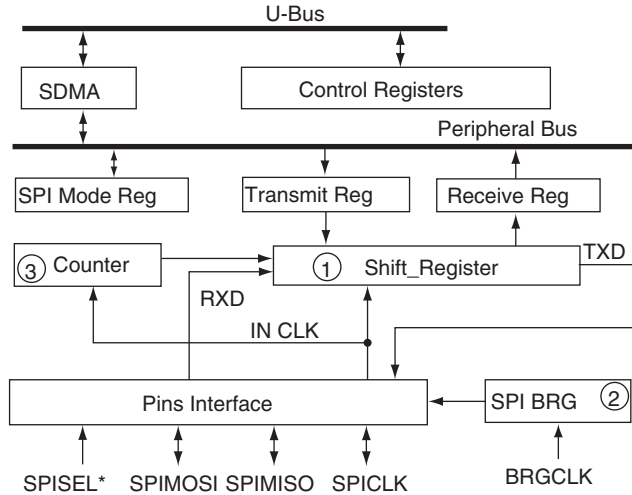 U-Bus
SDMA
Control Registers
Peripheral Bus
SPI Mode Reg
Transmit Reg
Receive Reg
3 Counter
1 Shift_Register
TXD
RXD
IN CLK
Pins Interface
SPI BRG 2
SPISEL* SPIMOSI SPIMISO SPICLK BRGCLK